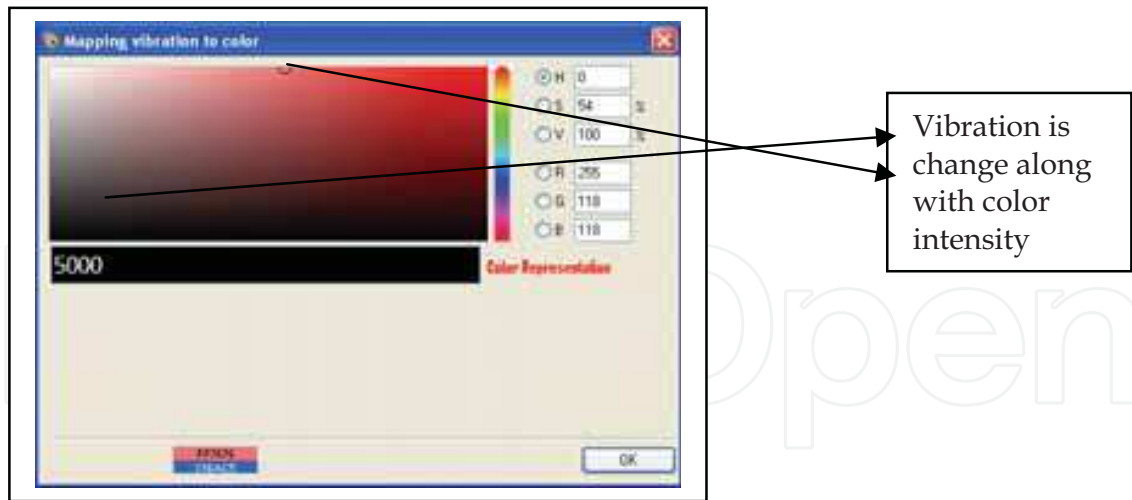 Mapping vibration to color
H 0
S 54 %
V 100 %
R 255
G 118
B 118
5000
Color Representation
OK
Vibration is
change along
with color
intensity
Open